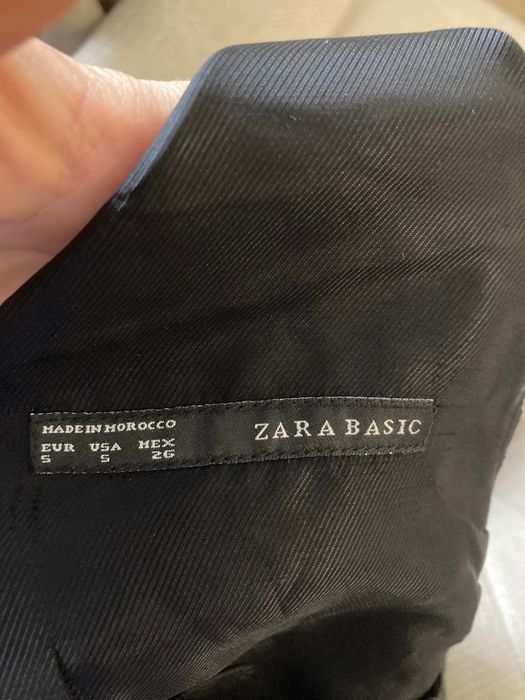 MADE IN MOROCCO
EUR USA MEX
S S 26
ZARA BASIC